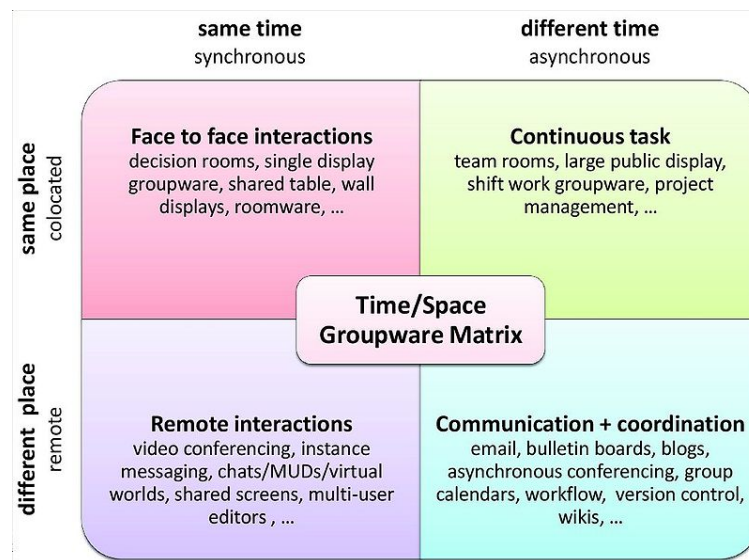 same time
synchronous
different time
asynchronous
same place
colocated
Face to face interactions
decision rooms, single display
groupware, shared table, wall
displays, roomware, ...
Continuous task
team rooms, large public display,
shift work groupware, project
management, ...
Time/Space
Groupware Matrix
different place
remote
Remote interactions
video conferencing, instance
messaging, chats/MUDs/virtual
worlds, shared screens, multi-user
editors , ...
Communication + coordination
email, bulletin boards, blogs,
asynchronous conferencing, group
calendars, workflow, version control,
wikis, ...